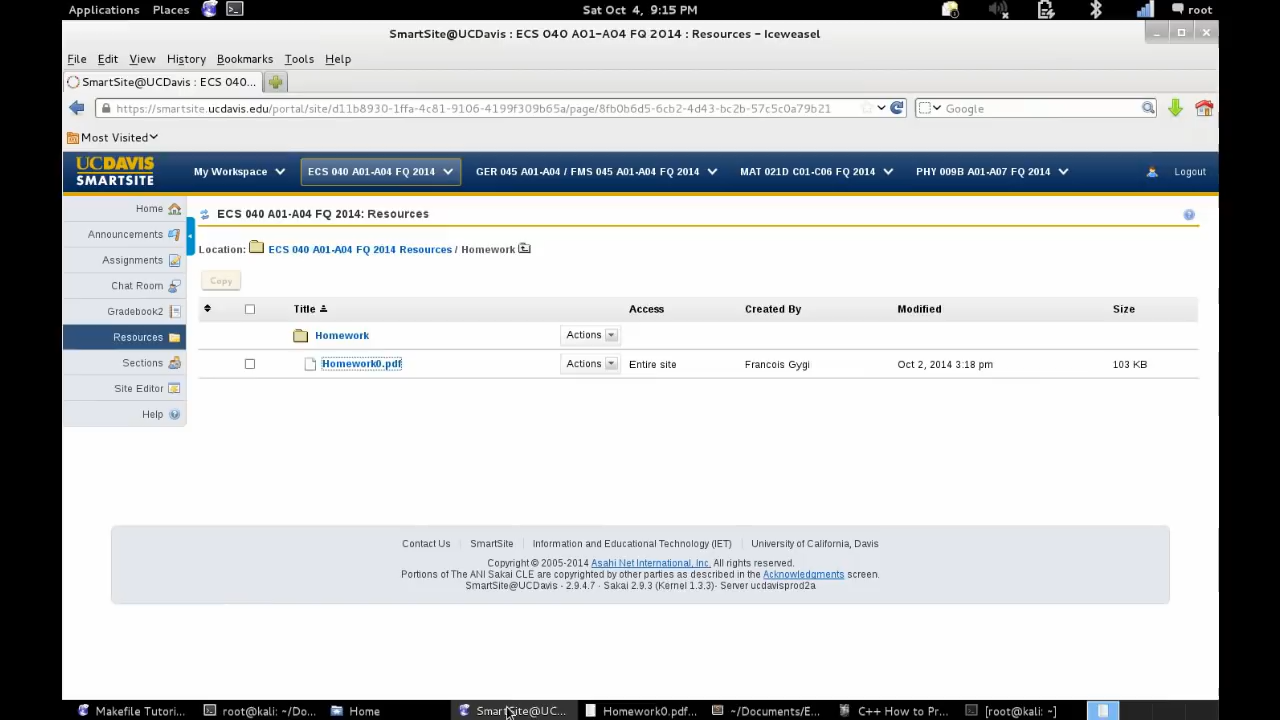 Applications Places Sat Oct 4, 9:15 PM root
SmartSite@UCDavis : ECS 040 A01-A04 FQ 2014 : Resources - Iceweasel
File Edit View History Bookmarks Tools Help
SmartSite@UCDavis : ECS 040...
https://smartsite.ucdavis.edu/portal/site/d11b8930-1ffa-4c81-9106-4199f309b65a/page/8fb0b6d5-6cb2-4d43-bc2b-57c5c0a79b21 Google
Most Visited
UCDAVIS
SMARTSITE
My Workspace ECS 040 A01-A04 FQ 2014 GER 045 A01-A04 / FMS 045 A01-A04 FQ 2014 MAT 021D C01-C06 FQ 2014 PHY 009B A01-A07 FQ 2014 Logout
Home
Announcements
Assignments
Chat Room
Gradebook2
Resources
Sections
Site Editor
Help
ECS 040 A01-A04 FQ 2014: Resources
Location: ECS 040 A01-A04 FQ 2014 Resources / Homework
Copy
Title Access Created By Modified Size
Homework Actions
Homework0.pdf Actions Entire site Francois Gygi Oct 2, 2014 3:18 pm 103 KB
Contact Us SmartSite Information and Educational Technology (IET) University of California, Davis
Copyright © 2005-2014 Asahi Net International, Inc. All rights reserved.
Portions of The ANI Sakai CLE are copyrighted by other parties as described in the Acknowledgments screen.
SmartSite@UCDavis - 2.9.4.7 - Sakai 2.9.3 (Kernel 1.3.3)- Server ucdavisprod2a
Makefile Tutori... root@kali: ~/Do... Home SmartSite@UC... Homework0.pdf... ~/Documents/E... C++ How to Pr... [root@kali: ~]